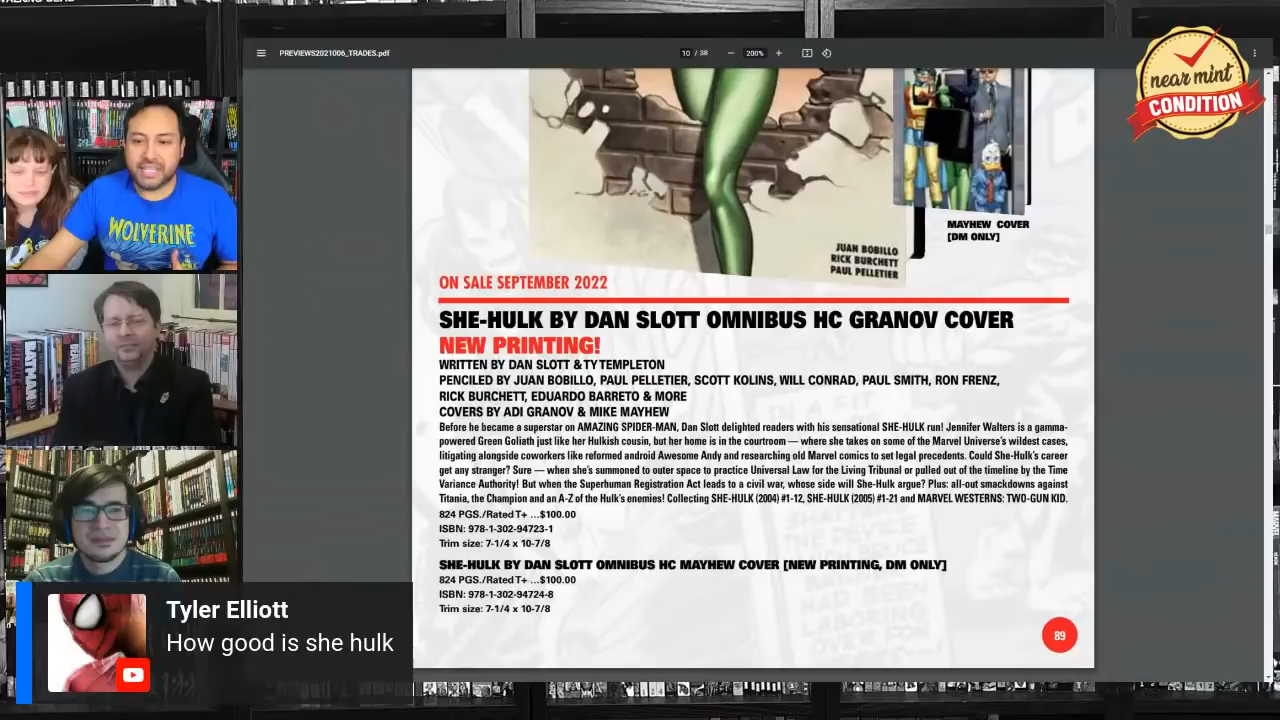 PREVIEWS2021006_TRADES.pdf
10 / 38
200%
near mint
CONDITION
WOLVERINE
BATMAN
MAYHEW COVER
[DM ONLY]
JUAN BOBILLO
RICK BURCHETT
PAUL PELLETIER
ON SALE SEPTEMBER 2022
SHE-HULK BY DAN SLOTT OMNIBUS HC GRANOV COVER
NEW PRINTING!
WRITTEN BY DAN SLOTT & TY TEMPLETON
PENCILED BY JUAN BOBILLO, PAUL PELLETIER, SCOTT KOLINS, WILL CONRAD, PAUL SMITH, RON FRENZ,
RICK BURCHETT, EDUARDO BARRETO & MORE
COVERS BY ADI GRANOV & MIKE MAYHEW
Before he became a superstar on AMAZING SPIDER-MAN, Dan Slott delighted readers with his sensational SHE-HULK run! Jennifer Walters is a gamma-
powered Green Goliath just like her Hulkish cousin, but her home is in the courtroom — where she takes on some of the Marvel Universe's wildest cases,
litigating alongside coworkers like reformed android Awesome Andy and researching old Marvel comics to set legal precedents. Could She-Hulk's career
get any stranger? Sure — when she's summoned to outer space to practice Universal Law for the Living Tribunal or pulled out of the timeline by the Time
Variance Authority! But when the Superhuman Registration Act leads to a civil war, whose side will She-Hulk argue? Plus: all-out smackdowns against
Titania, the Champion and an A-Z of the Hulk's enemies! Collecting SHE-HULK (2004) #1-12, SHE-HULK (2005) #1-21 and MARVEL WESTERNS: TWO-GUN KID.
824 PGS./Rated T+ ...$100.00
ISBN: 978-1-302-94723-1
Trim size: 7-1/4 x 10-7/8
SHE-HULK BY DAN SLOTT OMNIBUS HC MAYHEW COVER [NEW PRINTING, DM ONLY]
824 PGS./Rated T+ ...$100.00
ISBN: 978-1-302-94724-8
Trim size: 7-1/4 x 10-7/8
89
Tyler Elliott
How good is she hulk